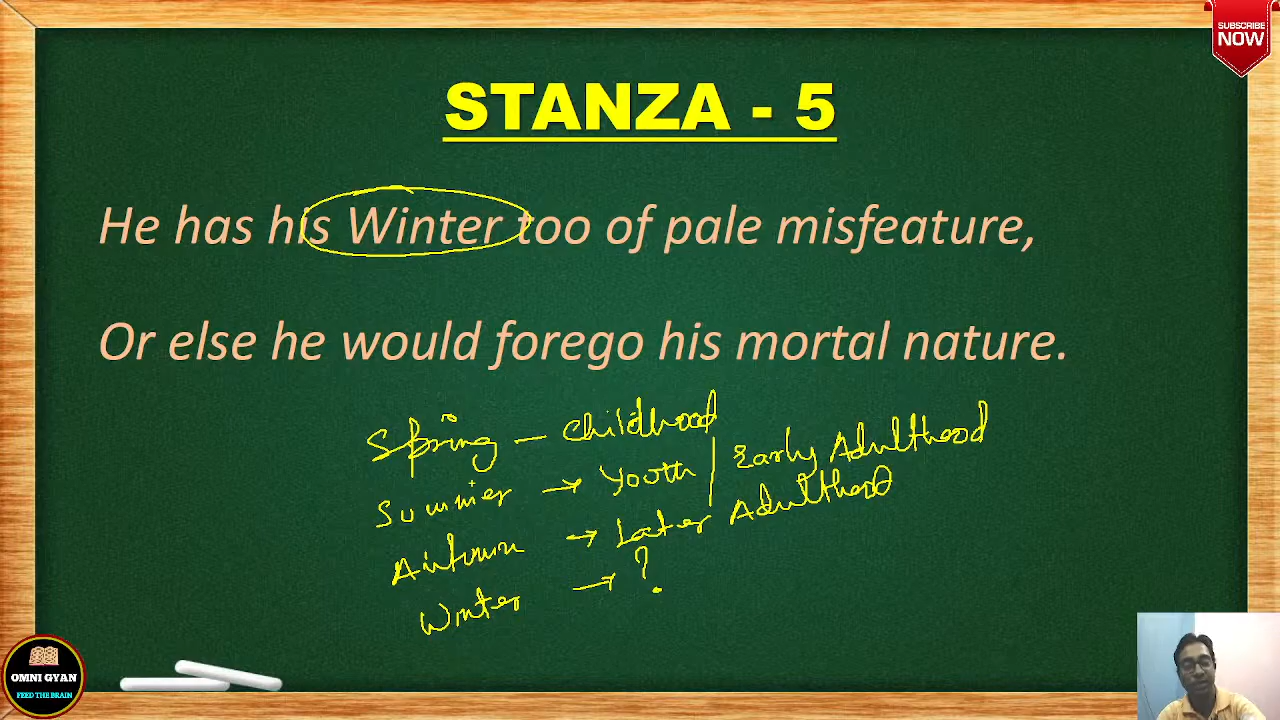 SUBSCRIBE
NOW
STANZA - 5
He has his Winter too of pale misfeature,
Or else he would forego his mortal nature.
Spring — Childhood
Summer → Youth / Early Adulthood
Autumn → Later Adulthood
Winter → ?
OMNI GYAN
FEED THE BRAIN